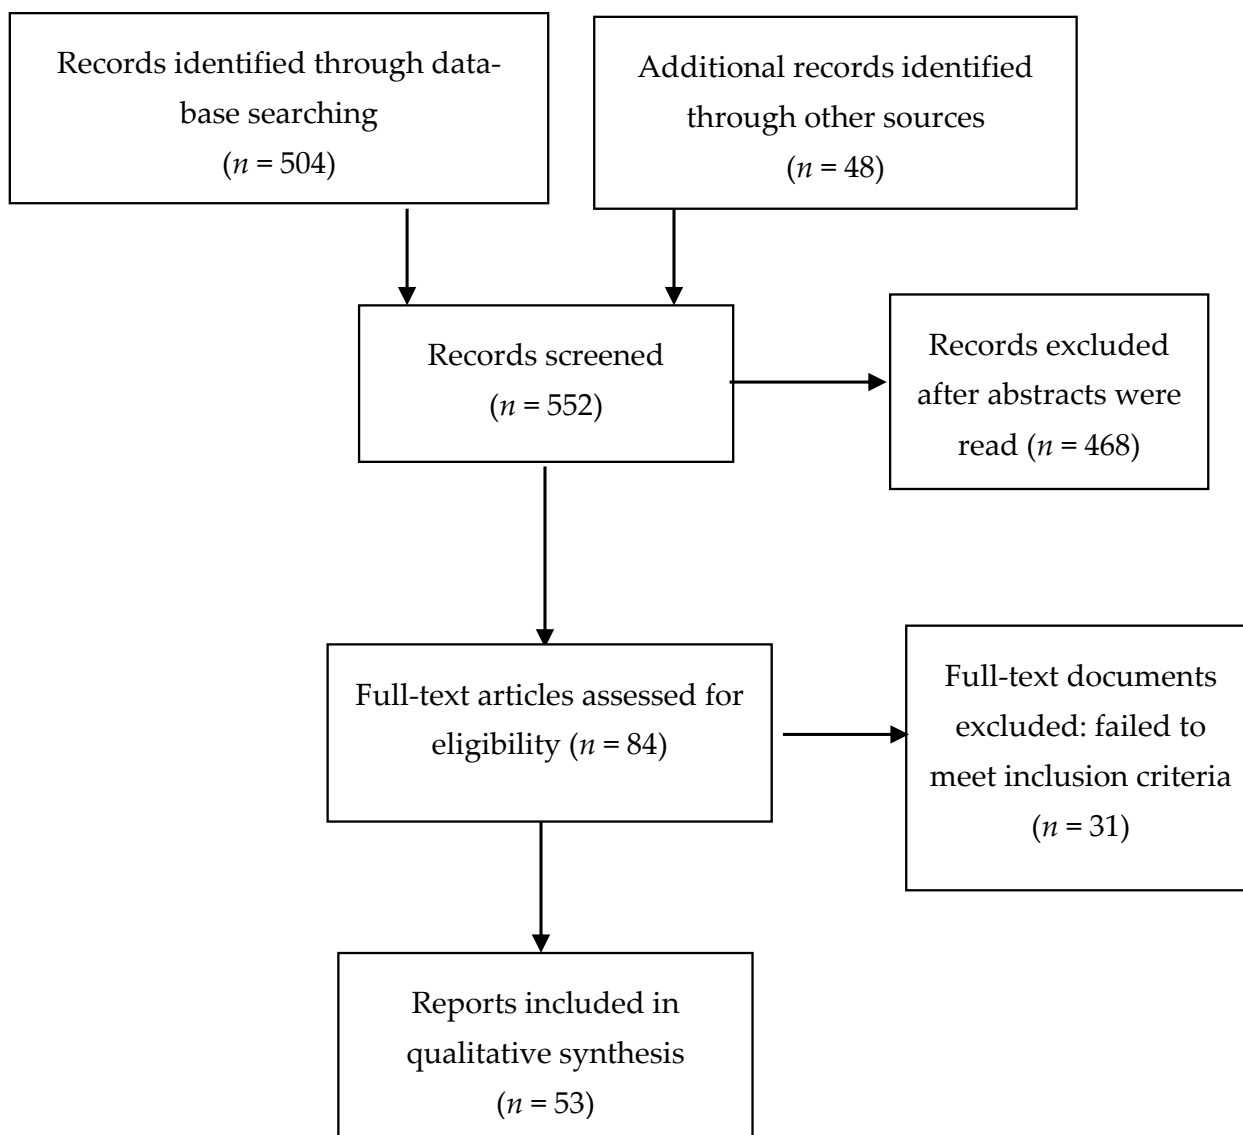 Records identified through data-
base searching
(n = 504)
Additional records identified
through other sources
(n = 48)
Records screened
(n = 552)
Records excluded
after abstracts were
read (n = 468)
Full-text articles assessed for
eligibility (n = 84)
Full-text documents
excluded: failed to
meet inclusion criteria
(n = 31)
Reports included in
qualitative synthesis
(n = 53)